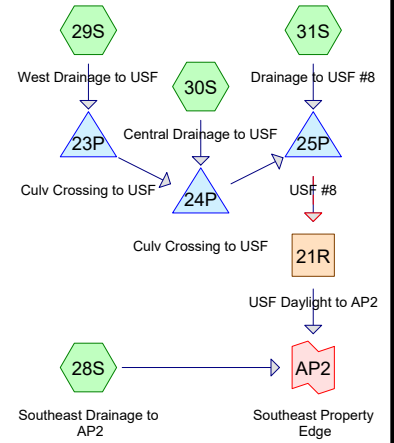 29S
31S
West Drainage to USF
Drainage to USF #8
30S
Central Drainage to USF
23P
25P
Culv Crossing to USF
24P
USF #8
Culv Crossing to USF
21R
USF Daylight to AP2
28S
AP2
Southeast Drainage to
AP2
Southeast Property
Edge